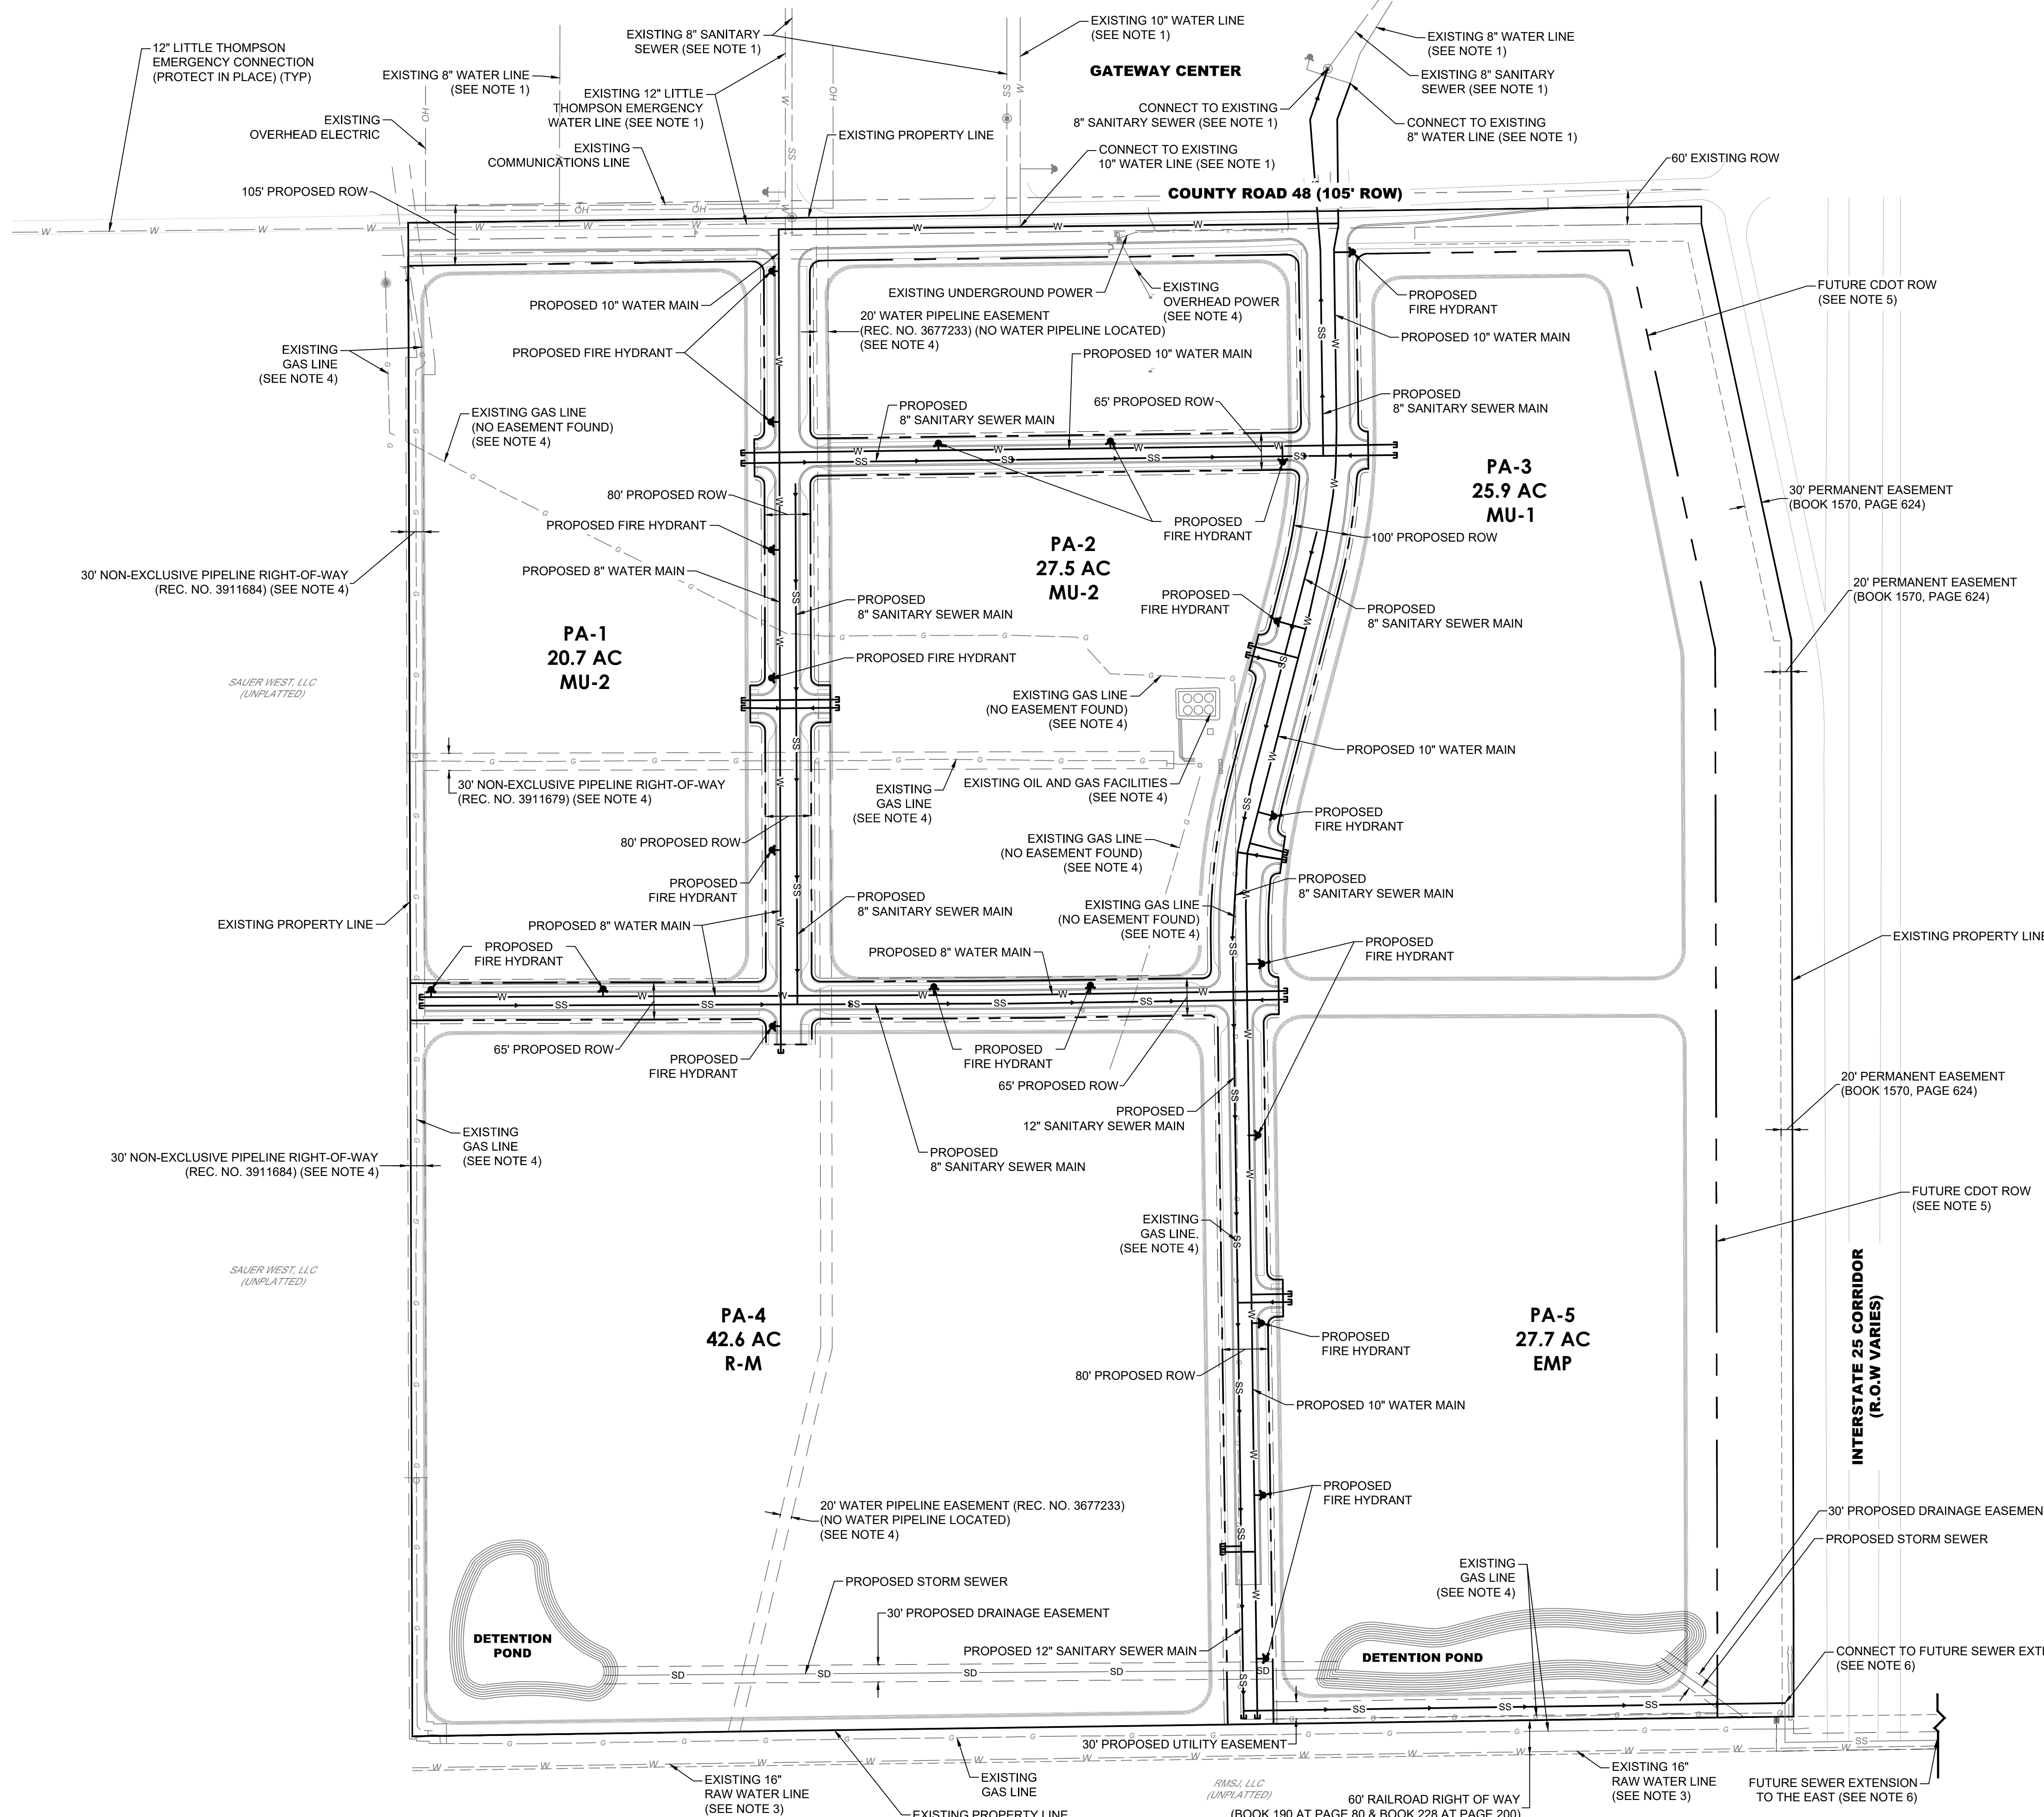 12" LITTLE THOMPSON
EMERGENCY CONNECTION
(PROTECT IN PLACE) (TYP)
EXISTING 8" WATER LINE
(SEE NOTE 1)
EXISTING
OVERHEAD ELECTRIC
EXISTING 8" SANITARY
SEWER (SEE NOTE 1)
EXISTING 12" LITTLE
THOMPSON EMERGENCY
WATER LINE (SEE NOTE 1)
EXISTING
COMMUNICATIONS LINE
105' PROPOSED ROW
EXISTING PROPERTY LINE
EXISTING 10" WATER LINE
(SEE NOTE 1)
GATEWAY CENTER
CONNECT TO EXISTING
8" SANITARY SEWER (SEE NOTE 1)
CONNECT TO EXISTING
10" WATER LINE (SEE NOTE 1)
EXISTING 8" WATER LINE
(SEE NOTE 1)
EXISTING 8" SANITARY
SEWER (SEE NOTE 1)
CONNECT TO EXISTING
8" WATER LINE (SEE NOTE 1)
60' EXISTING ROW
COUNTY ROAD 48 (105' ROW)
PROPOSED 10" WATER MAIN
EXISTING UNDERGROUND POWER
EXISTING
OVERHEAD POWER
(SEE NOTE 4)
20' WATER PIPELINE EASEMENT
(REC. NO. 3677233) (NO WATER PIPELINE LOCATED)
(SEE NOTE 4)
PROPOSED
FIRE HYDRANT
FUTURE CDOT ROW
(SEE NOTE 5)
EXISTING
GAS LINE
(SEE NOTE 4)
PROPOSED FIRE HYDRANT
PROPOSED 10" WATER MAIN
PROPOSED 10" WATER MAIN
EXISTING GAS LINE
(NO EASEMENT FOUND)
(SEE NOTE 4)
PROPOSED
8" SANITARY SEWER MAIN
65' PROPOSED ROW
PROPOSED
8" SANITARY SEWER MAIN
PA-3
25.9 AC
MU-1
30' PERMANENT EASEMENT
(BOOK 1570, PAGE 624)
80' PROPOSED ROW
PROPOSED FIRE HYDRANT
PROPOSED
FIRE HYDRANT
100' PROPOSED ROW
PA-2
27.5 AC
MU-2
30' NON-EXCLUSIVE PIPELINE RIGHT-OF-WAY
(REC. NO. 3911684) (SEE NOTE 4)
PROPOSED 8" WATER MAIN
PROPOSED
8" SANITARY SEWER MAIN
PROPOSED
FIRE HYDRANT
PROPOSED
8" SANITARY SEWER MAIN
20' PERMANENT EASEMENT
(BOOK 1570, PAGE 624)
PA-1
20.7 AC
MU-2
PROPOSED FIRE HYDRANT
SAUER WEST, LLC
(UNPLATTED)
EXISTING GAS LINE
(NO EASEMENT FOUND)
(SEE NOTE 4)
PROPOSED 10" WATER MAIN
30' NON-EXCLUSIVE PIPELINE RIGHT-OF-WAY
(REC. NO. 3911679) (SEE NOTE 4)
EXISTING
GAS LINE
(SEE NOTE 4)
EXISTING OIL AND GAS FACILITIES
(SEE NOTE 4)
PROPOSED
FIRE HYDRANT
80' PROPOSED ROW
EXISTING GAS LINE
(NO EASEMENT FOUND)
(SEE NOTE 4)
PROPOSED
FIRE HYDRANT
PROPOSED
8" SANITARY SEWER MAIN
PROPOSED
8" SANITARY SEWER MAIN
EXISTING GAS LINE
(NO EASEMENT FOUND)
(SEE NOTE 4)
EXISTING PROPERTY LINE
PROPOSED 8" WATER MAIN
PROPOSED
FIRE HYDRANT
PROPOSED 8" WATER MAIN
PROPOSED
FIRE HYDRANT
EXISTING PROPERTY LINE
65' PROPOSED ROW
PROPOSED
FIRE HYDRANT
PROPOSED
FIRE HYDRANT
65' PROPOSED ROW
20' PERMANENT EASEMENT
(BOOK 1570, PAGE 624)
PROPOSED
12" SANITARY SEWER MAIN
EXISTING
GAS LINE
(SEE NOTE 4)
30' NON-EXCLUSIVE PIPELINE RIGHT-OF-WAY
(REC. NO. 3911684) (SEE NOTE 4)
PROPOSED
8" SANITARY SEWER MAIN
FUTURE CDOT ROW
(SEE NOTE 5)
EXISTING
GAS LINE.
(SEE NOTE 4)
SAUER WEST, LLC
(UNPLATTED)
PA-4
42.6 AC
R-M
PROPOSED
FIRE HYDRANT
PA-5
27.7 AC
EMP
INTERSTATE 25 CORRIDOR
(R.O.W VARIES)
80' PROPOSED ROW
PROPOSED 10" WATER MAIN
PROPOSED
FIRE HYDRANT
20' WATER PIPELINE EASEMENT (REC. NO. 3677233)
(NO WATER PIPELINE LOCATED)
(SEE NOTE 4)
30' PROPOSED DRAINAGE EASEMENT
PROPOSED STORM SEWER
EXISTING
GAS LINE
(SEE NOTE 4)
PROPOSED STORM SEWER
30' PROPOSED DRAINAGE EASEMENT
DETENTION
POND
PROPOSED 12" SANITARY SEWER MAIN
DETENTION POND
CONNECT TO FUTURE SEWER
(SEE NOTE 6)
30' PROPOSED UTILITY EASEMENT
EXISTING 16"
RAW WATER LINE
(SEE NOTE 3)
EXISTING
GAS LINE
RMSJ, LLC
(UNPLATTED)
60' RAILROAD RIGHT OF WAY
(BOOK 190 AT PAGE 80 & BOOK 228 AT PAGE 200)
EXISTING 16"
RAW WATER LINE
(SEE NOTE 3)
FUTURE SEWER EXTENSION
TO THE EAST (SEE NOTE 6)
EXISTING PROPERTY LINE